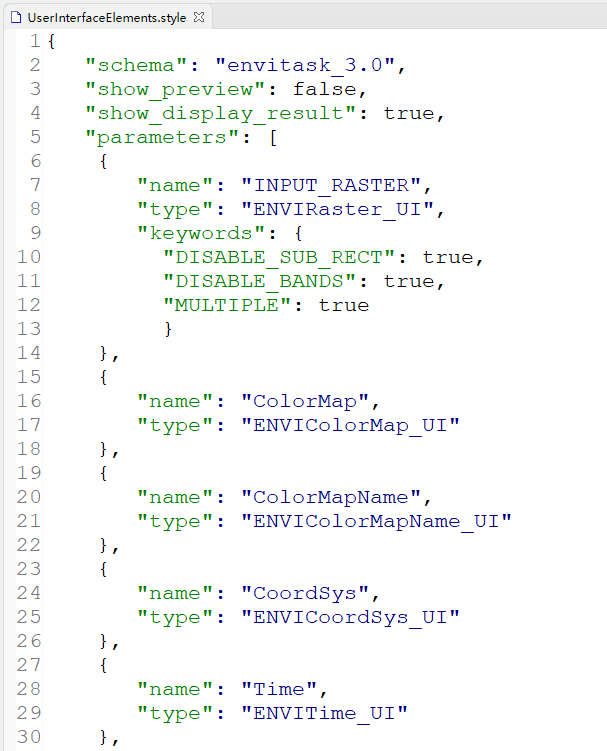 UserInterfaceElements.style
1 {
2 "schema": "envitask_3.0",
3 "show_preview": false,
4 "show_display_result": true,
5 "parameters": [
6 {
7 "name": "INPUT_RASTER",
8 "type": "ENVIRaster_UI",
9 "keywords": {
10 "DISABLE_SUB_RECT": true,
11 "DISABLE_BANDS": true,
12 "MULTIPLE": true
13 }
14 },
15 {
16 "name": "ColorMap",
17 "type": "ENVIColorMap_UI"
18 },
19 {
20 "name": "ColorMapName",
21 "type": "ENVIColorMapName_UI"
22 },
23 {
24 "name": "CoordSys",
25 "type": "ENVICoordSys_UI"
26 },
27 {
28 "name": "Time",
29 "type": "ENVITime_UI"
30 },